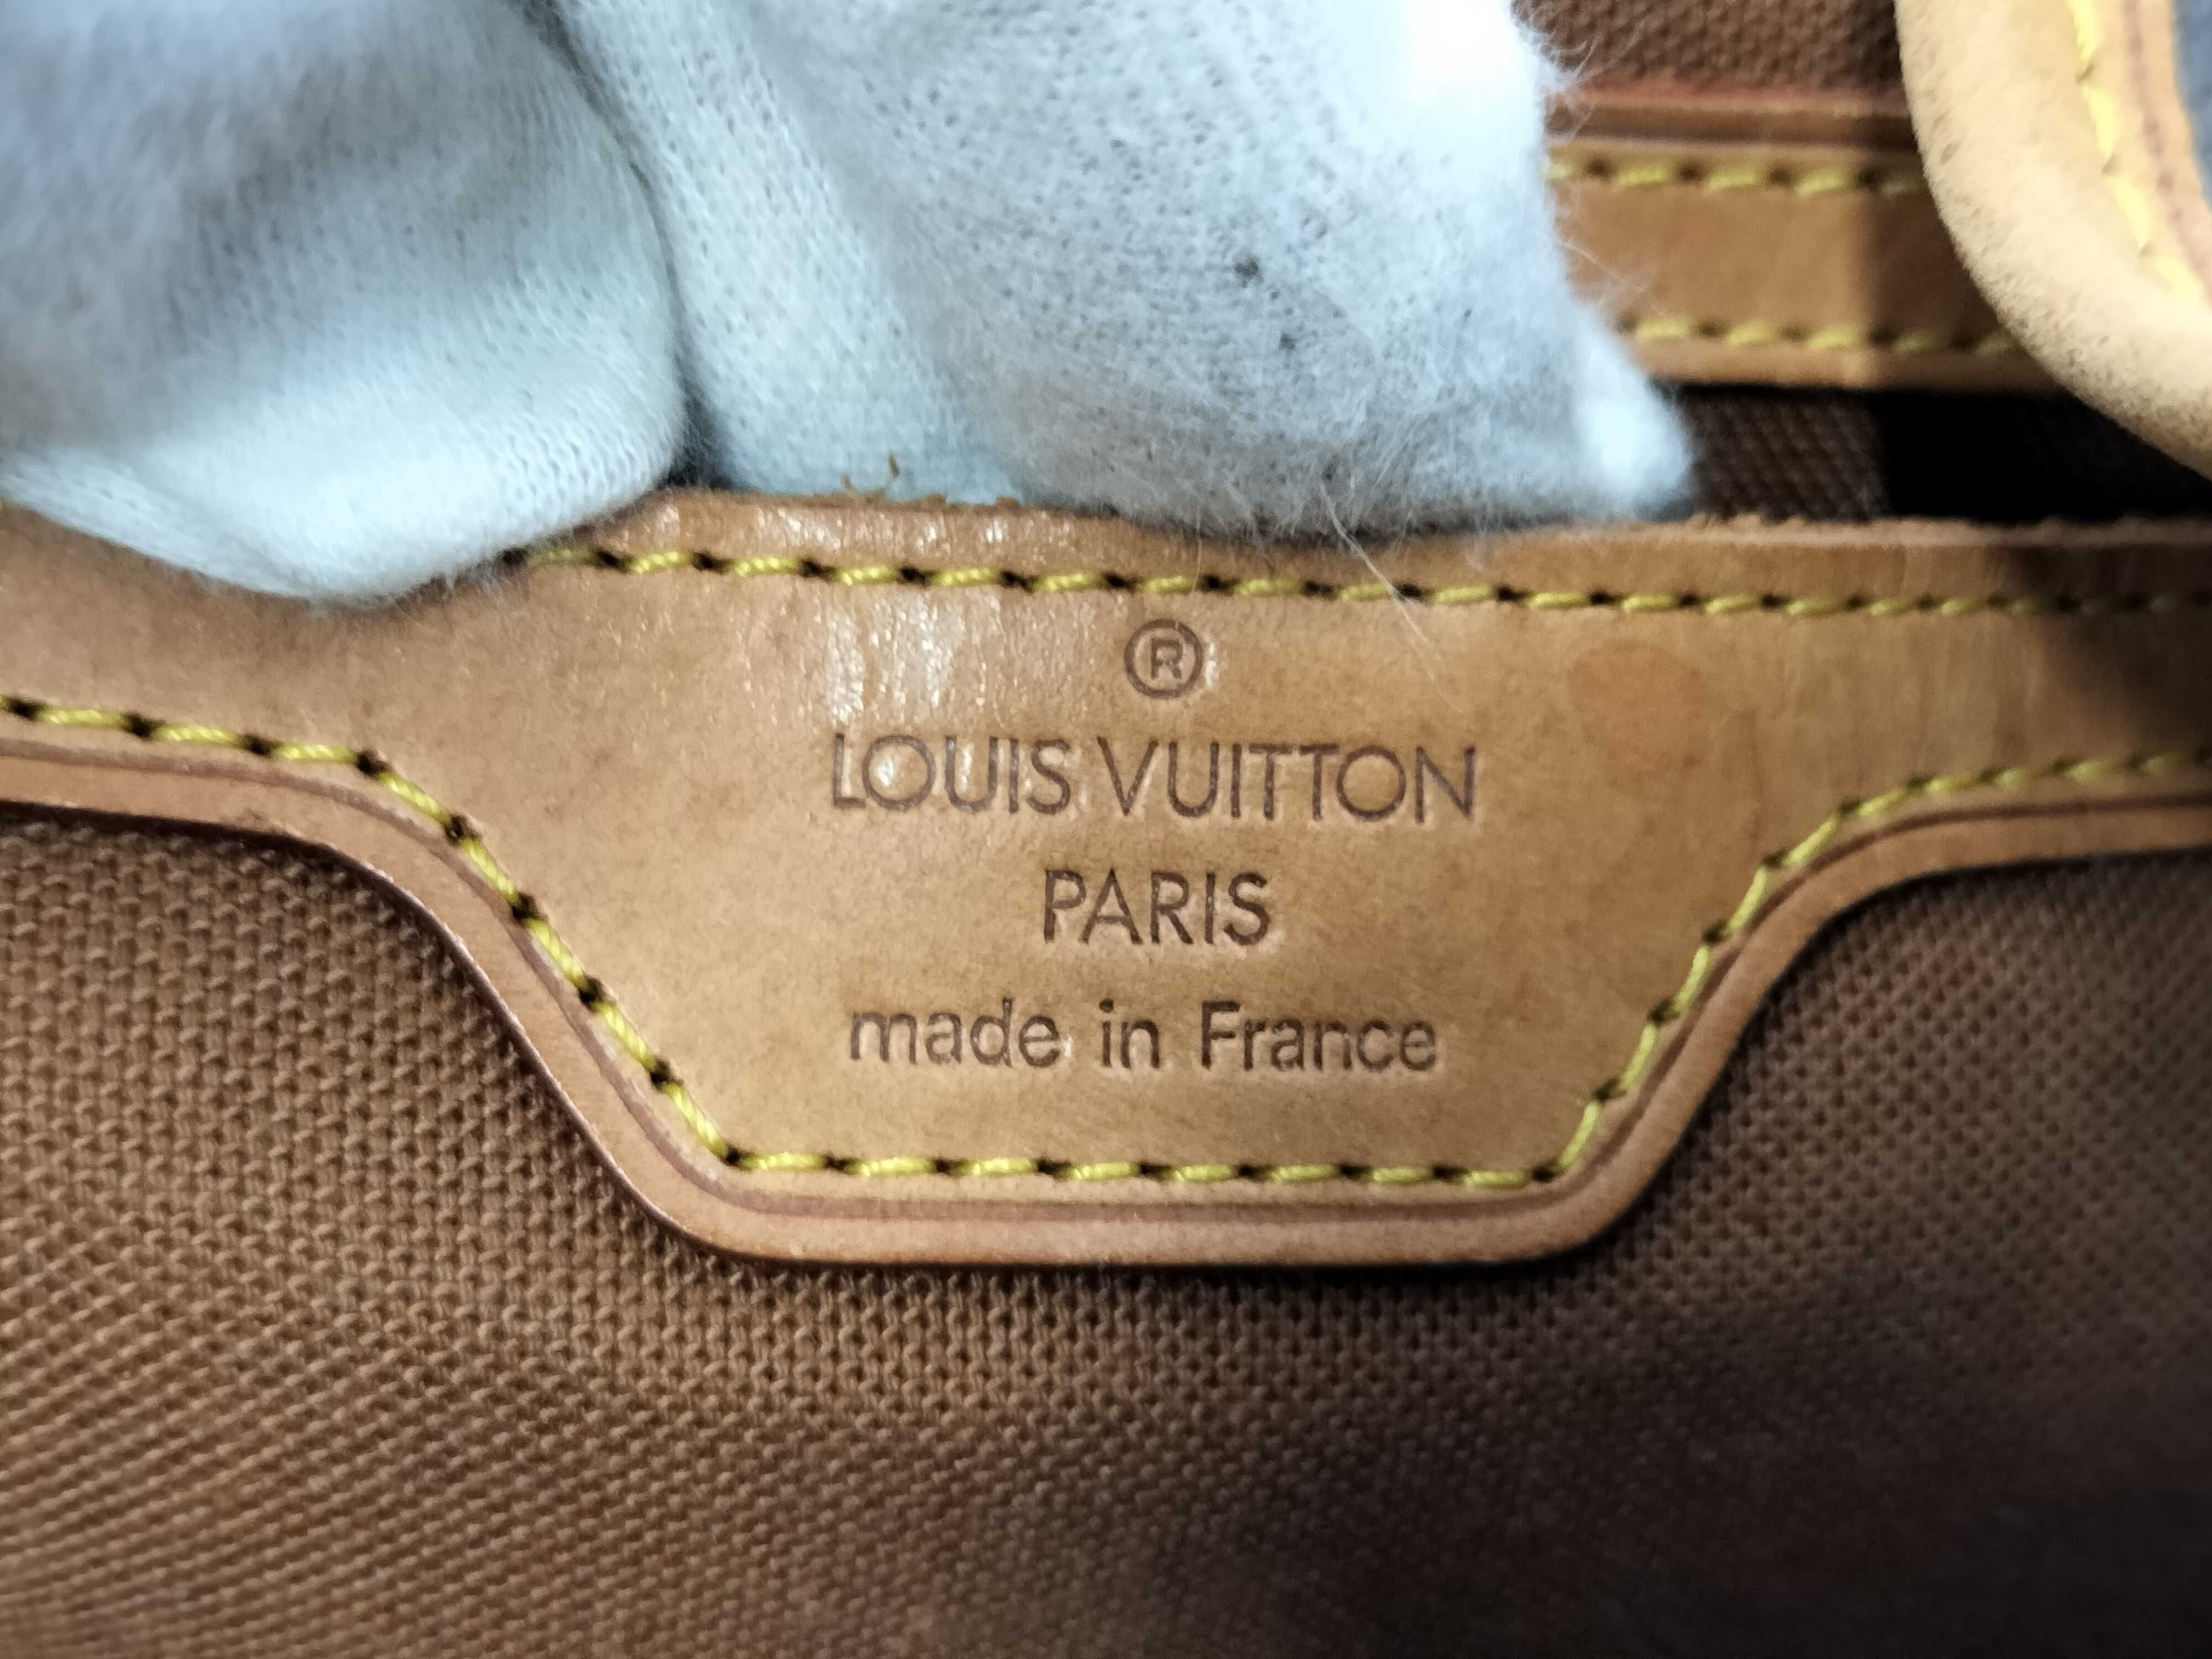 ®
LOUIS VUITTON
PARIS
made in France